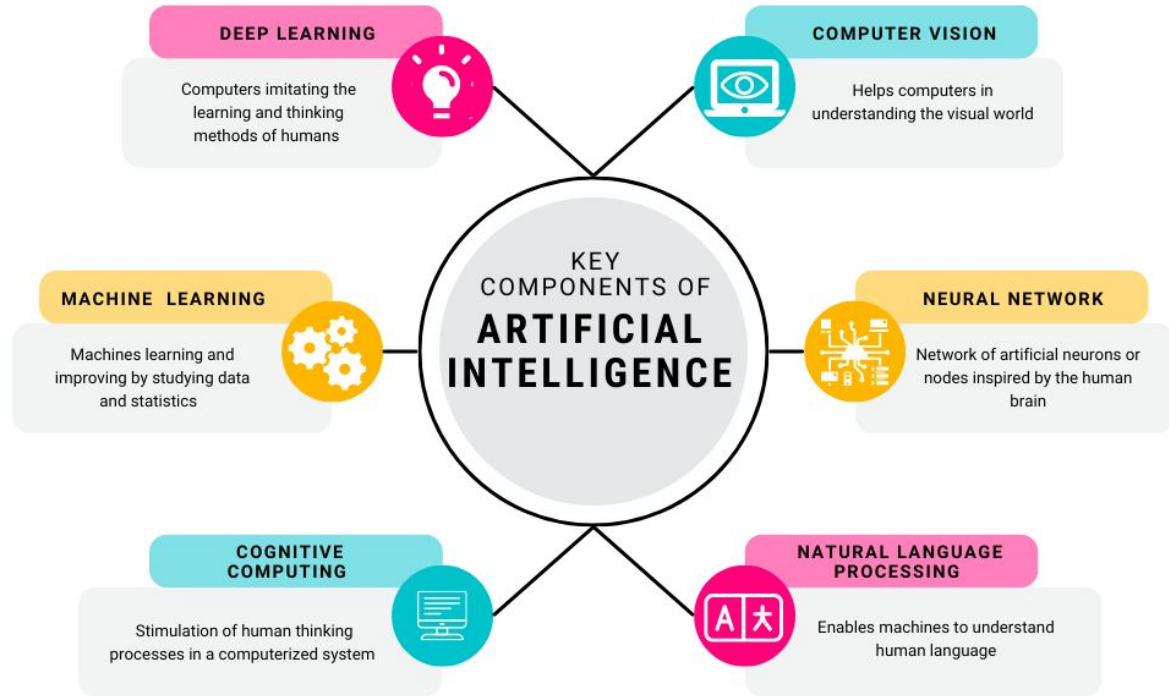 DEEP LEARNING
Computers imitating the
learning and thinking
methods of humans
COMPUTER VISION
Helps computers in
understanding the visual world
KEY
COMPONENTS OF
ARTIFICIAL
INTELLIGENCE
MACHINE LEARNING
Machines learning and
improving by studying data
and statistics
NEURAL NETWORK
Network of artificial neurons or
nodes inspired by the human
brain
COGNITIVE
COMPUTING
Stimulation of human thinking
processes in a computerized system
NATURAL LANGUAGE
PROCESSING
A 大
Enables machines to understand
human language